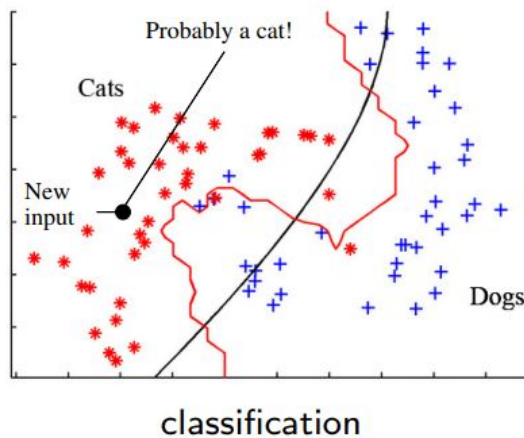 Probably a cat!
Cats
New
input
Dogs
classification